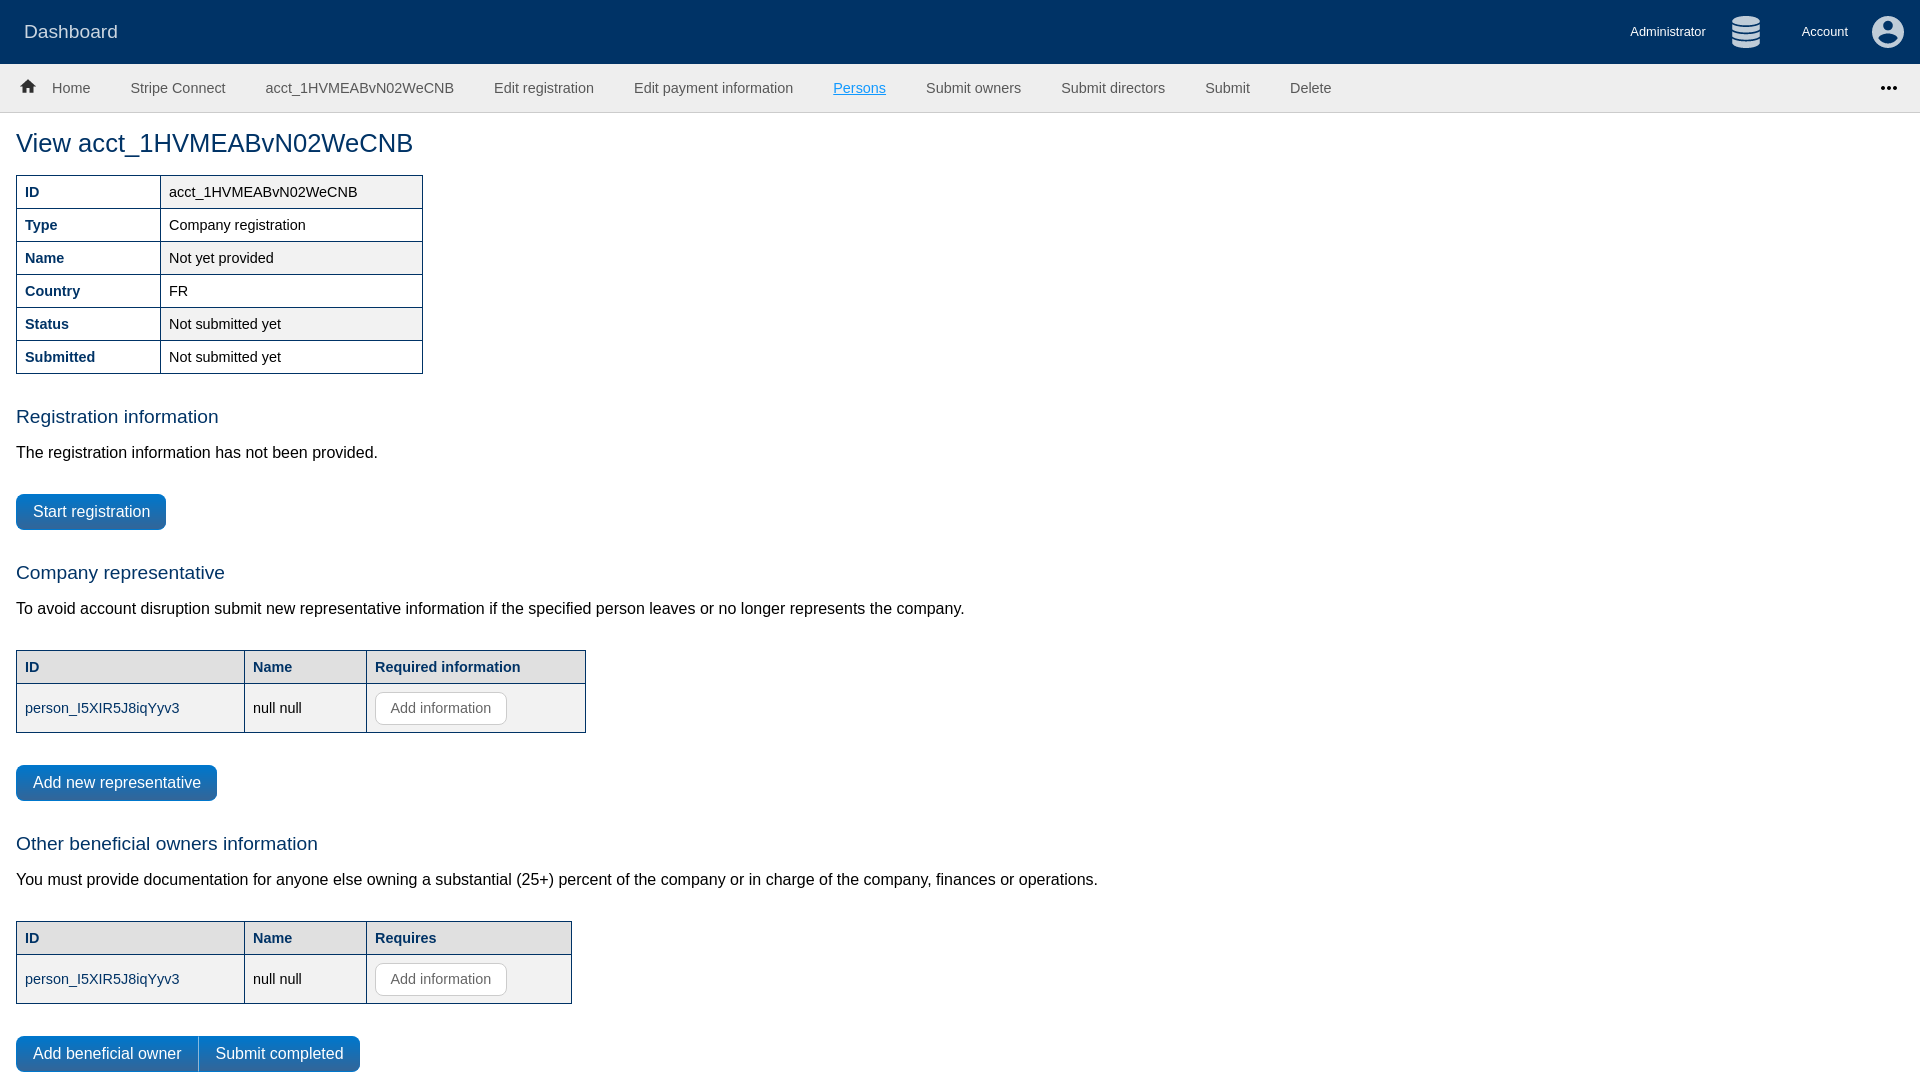 Dashboard Administrator Account
Home Stripe Connect acct_1HVMEABvN02WeCNB Edit registration Edit payment information Persons Submit owners Submit directors Submit Delete
View acct_1HVMEABvN02WeCNB
ID acct_1HVMEABvN02WeCNB
Type Company registration
Name Not yet provided
Country FR
Status Not submitted yet
Submitted Not submitted yet
Registration information
The registration information has not been provided.
Start registration
Company representative
To avoid account disruption submit new representative information if the specified person leaves or no longer represents the company.
ID Name Required information
person_I5XIR5J8iqYyv3 null null Add information
Add new representative
Other beneficial owners information
You must provide documentation for anyone else owning a substantial (25+) percent of the company or in charge of the company, finances or operations.
ID Name Requires
person_I5XIR5J8iqYyv3 null null Add information
Add beneficial owner Submit completed